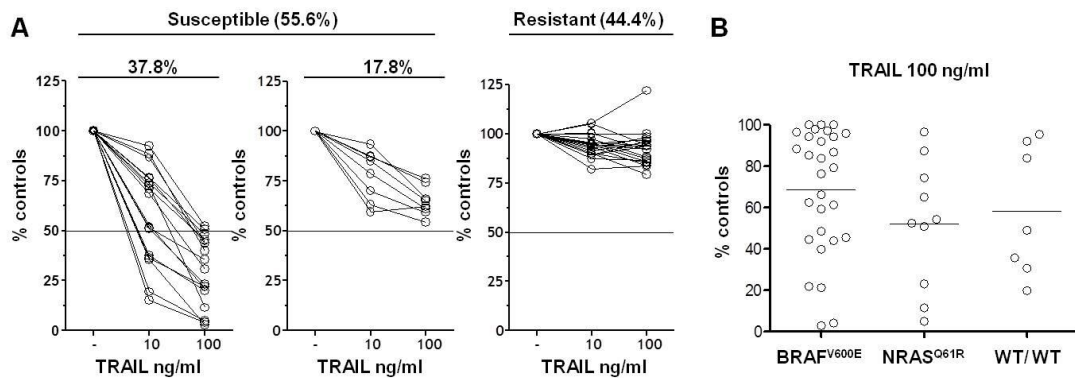 A
Susceptible (55.6%)
Resistant (44.4%)
37.8%
17.8%
125
100
75
50
25
0
% controls
- 10 100
TRAIL ng/ml
125
100
75
50
25
0
% controls
- 10 100
TRAIL ng/ml
125
100
75
50
25
0
% controls
- 10 100
TRAIL ng/ml
B
TRAIL 100 ng/ml
120
100
80
60
40
20
0
% controls
BRAFV600E NRASQ61R WT/ WT